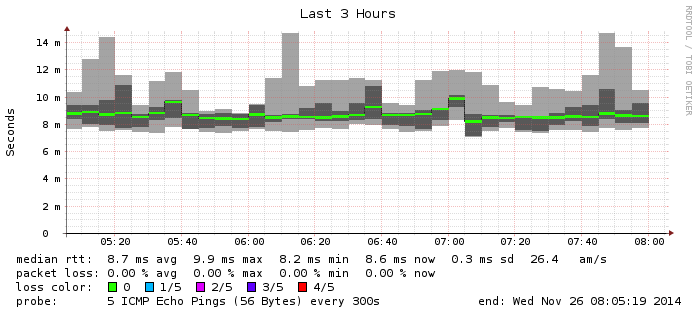 Last 3 Hours
RRDTOOL / TOBI OETIKER
Seconds
14 m
12 m
10 m
8 m
6 m
4 m
2 m
0
05:20 05:40 06:00 06:20 06:40 07:00 07:20 07:40 08:00
median rtt: 8.7 ms avg 9.9 ms max 8.2 ms min 8.6 ms now 0.3 ms sd 26.4 am/s
packet loss: 0.00 % avg 0.00 % max 0.00 % min 0.00 % now
loss color: 0 1/5 2/5 3/5 4/5
probe: 5 ICMP Echo Pings (56 Bytes) every 300s end: Wed Nov 26 08:05:19 2014